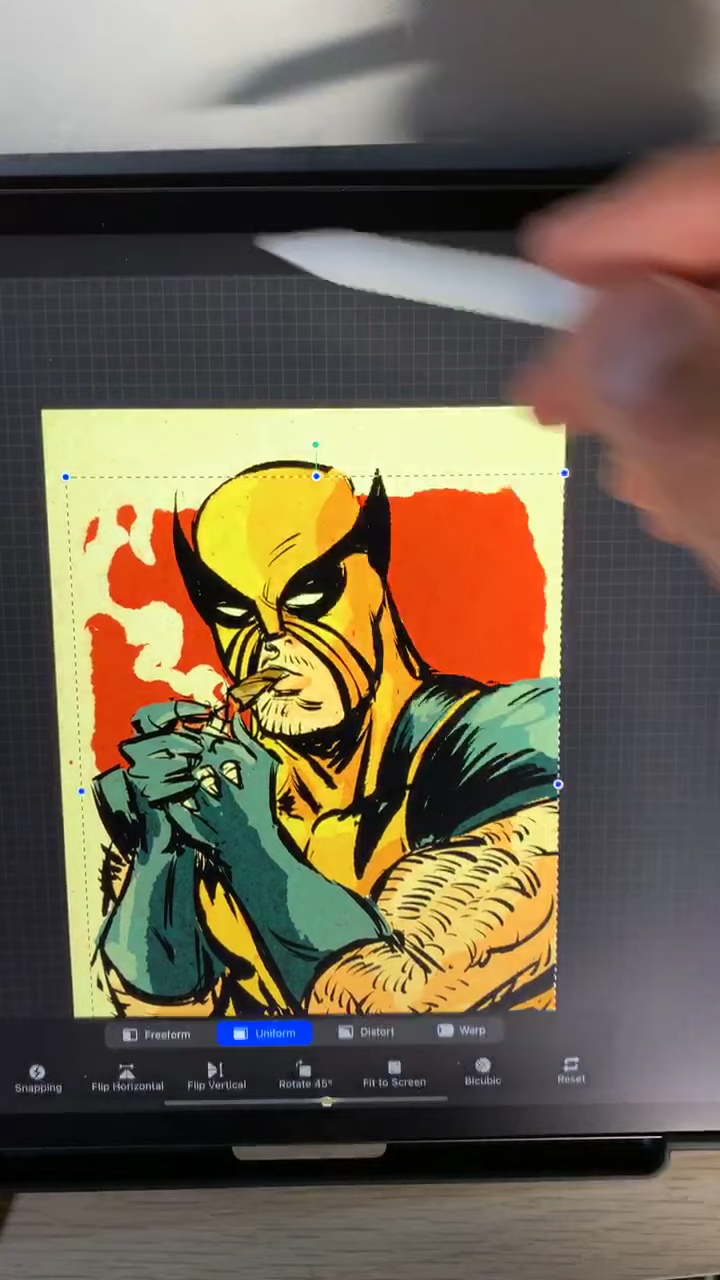 Freeform Uniform Distort Warp
Snapping Flip Horizontal Flip Vertical Rotate 45° Fit to Screen Bicubic Reset